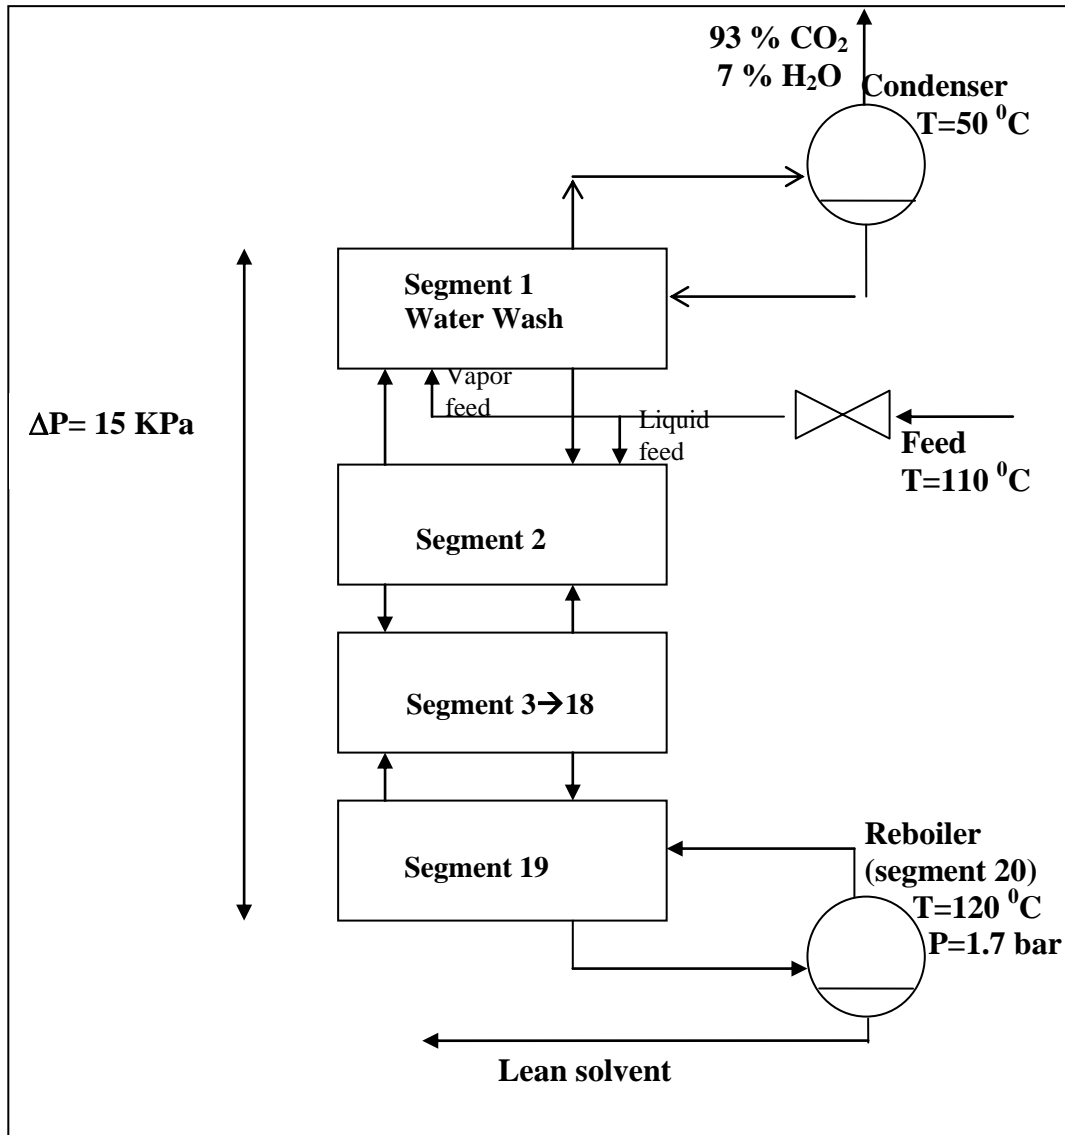 93 % CO₂
7 % H₂O
Condenser
T=50 ⁰C
Segment 1
Water Wash
Vapor
feed
Liquid
feed
ΔP= 15 KPa
Feed
T=110 ⁰C
Segment 2
Segment 3→18
Segment 19
Reboiler
(segment 20)
T=120 ⁰C
P=1.7 bar
Lean solvent